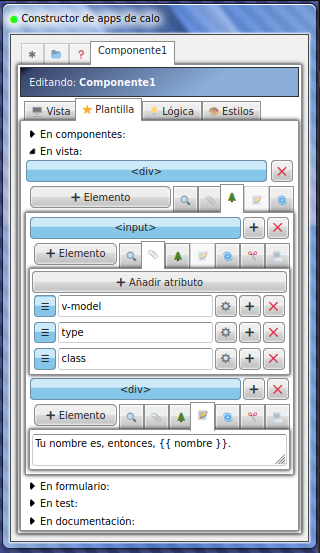 Constructor de apps de calo
* ? Componente1
Editando: Componente1
Vista Plantilla Lógica Estilos
En componentes:
En vista:
<div>
+ Elemento
<input>
+ Elemento
+ Añadir atributo
v-model
type
class
<div>
+ Elemento
Tu nombre es, entonces, {{ nombre }}.
En formulario:
En test:
En documentación: